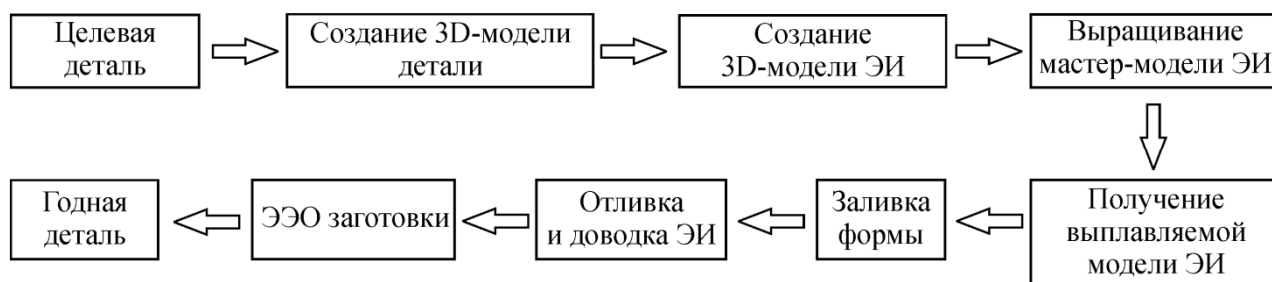 Целевая
деталь
Создание 3D-модели
детали
Создание
3D-модели ЭИ
Выращивание
мастер-модели ЭИ
Получение
выплавляемой
модели ЭИ
Заливка
формы
Отливка
и доводка ЭИ
ЭЭО заготовки
Годная
деталь